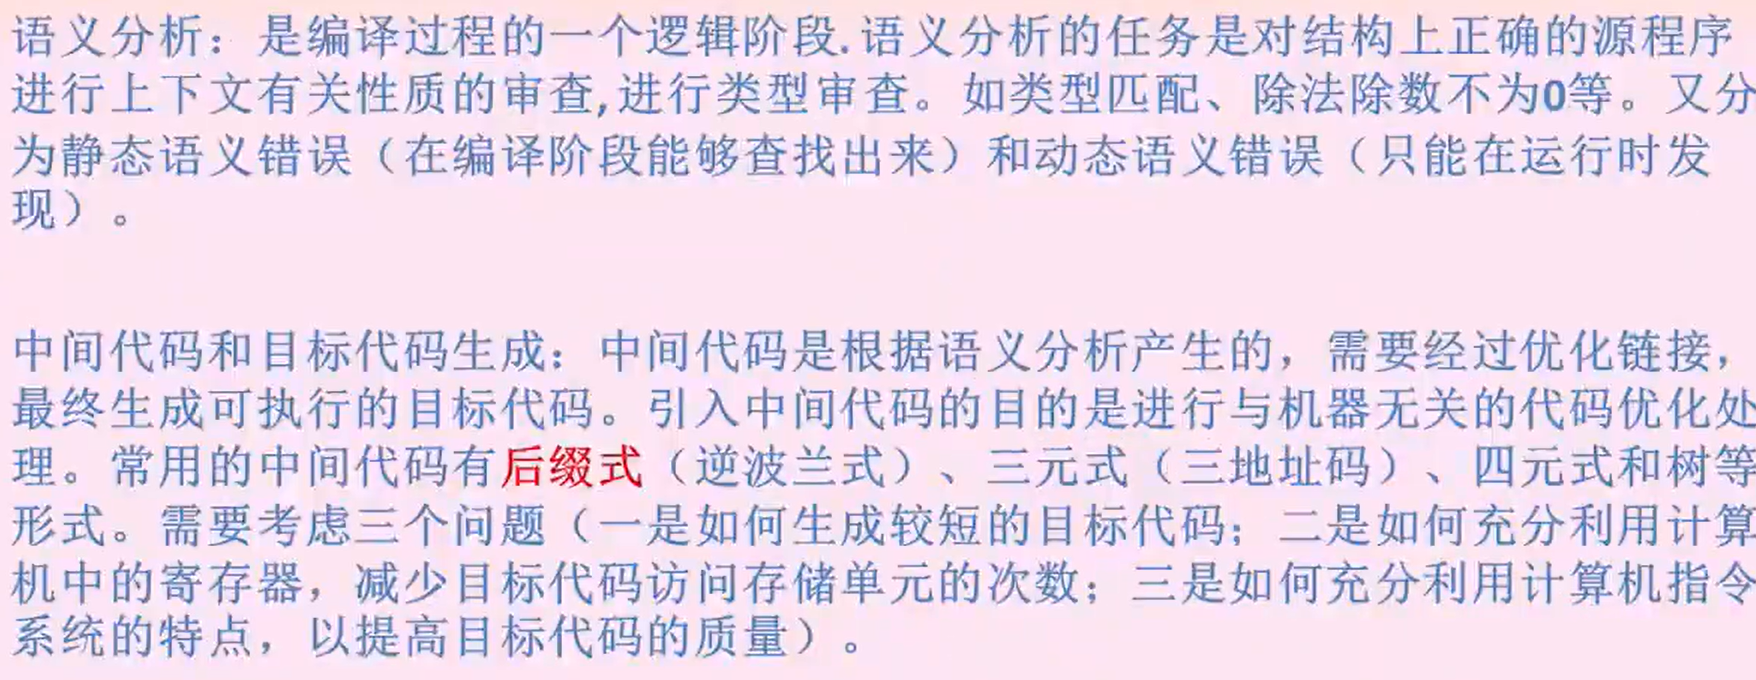 语义分析：是编译过程的一个逻辑阶段.语义分析的任务是对结构上正确的源程序
进行上下文有关性质的审查,进行类型审查。如类型匹配、除法除数不为0等。又分
为静态语义错误（在编译阶段能够查找出来）和动态语义错误（只能在运行时发
现）。
中间代码和目标代码生成：中间代码是根据语义分析产生的，需要经过优化链接，
最终生成可执行的目标代码。引入中间代码的目的是进行与机器无关的代码优化处
理。常用的中间代码有后缀式（逆波兰式）、三元式（三地址码）、四元式和树等
形式。需要考虑三个问题（一是如何生成较短的目标代码；二是如何充分利用计算
机中的寄存器，减少目标代码访问存储单元的次数；三是如何充分利用计算机指令
系统的特点，以提高目标代码的质量）。